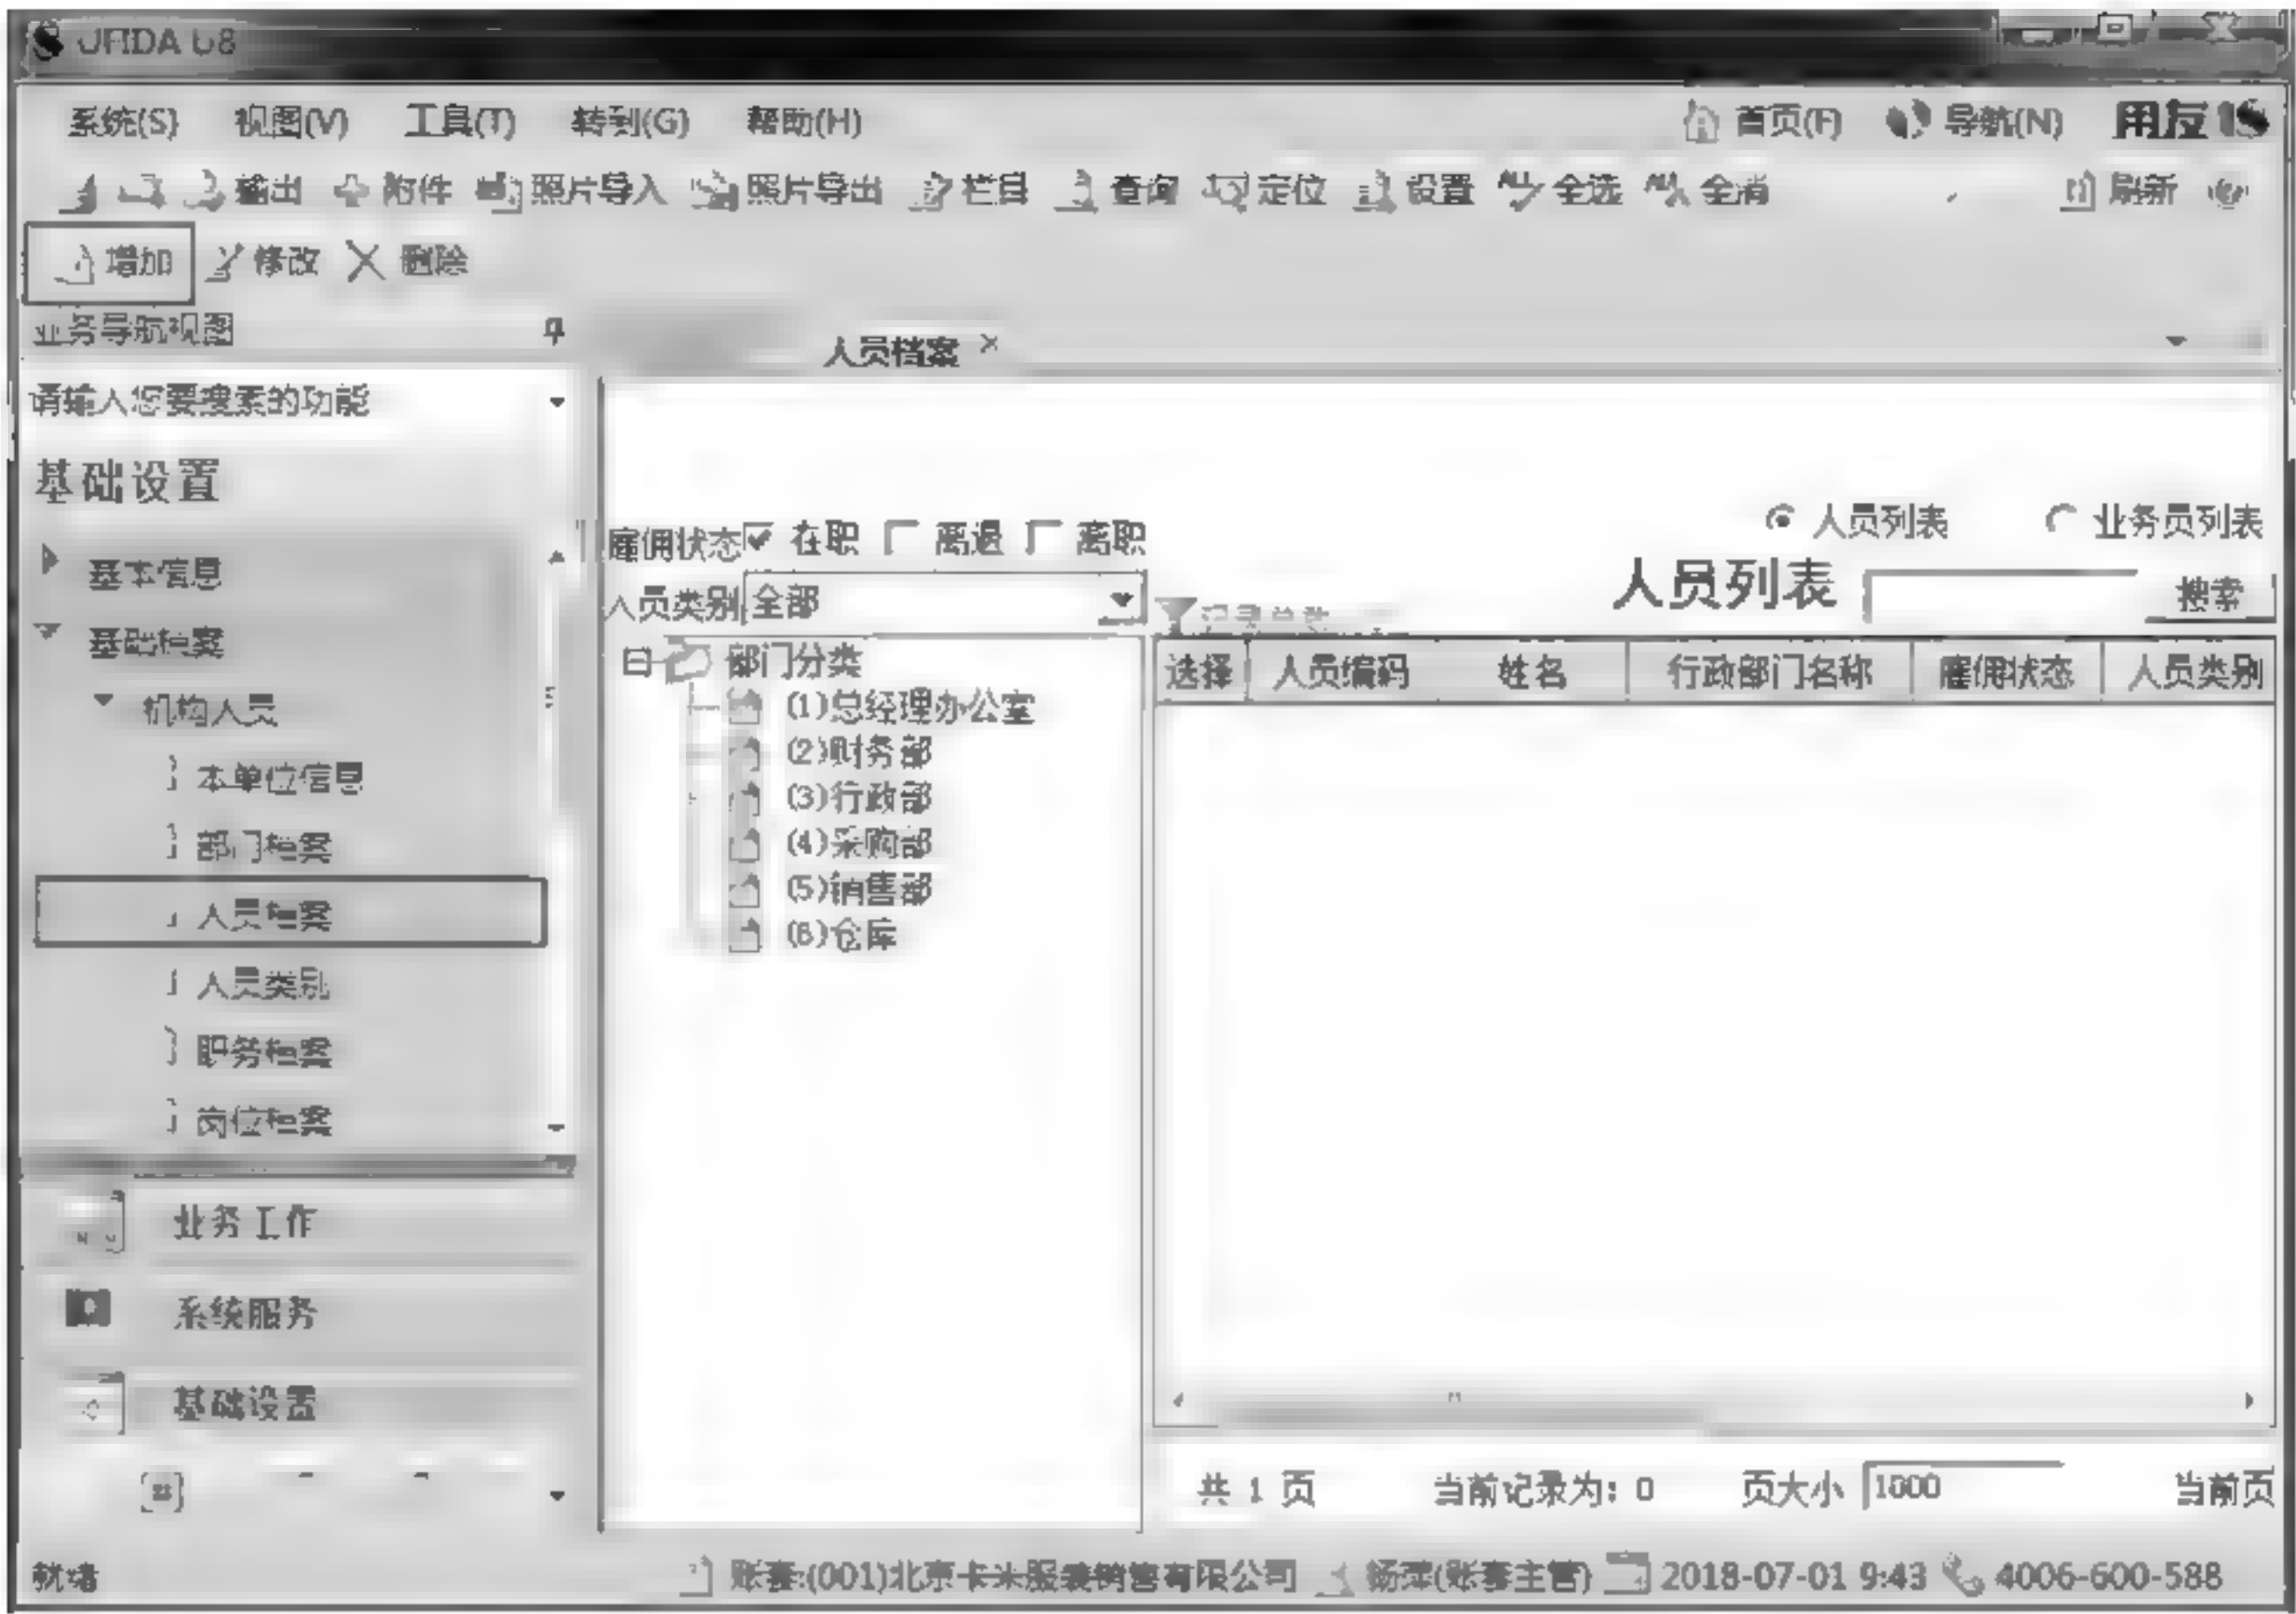 UFIDA U8
系统(S) 视图(V) 工具(T) 转到(G) 帮助(H) 首页(F) 导航(N) 用友
输出 附件 照片导入 照片导出 栏目 查询 定位 设置 全选 全消 刷新
增加 修改 删除
业务导航视图
人员档案
请输入您要搜索的功能
基础设置
基本信息
基础档案
机构人员
本单位信息
部门档案
人员档案
人员类别
职务档案
岗位档案
业务工作
系统服务
基础设置
雇佣状态 在职 离退 离职
人员类别 全部
部门分类
(1)总经理办公室
(2)财务部
(3)行政部
(4)采购部
(5)销售部
(6)仓库
人员列表 业务员列表
人员列表 搜索
记录总数
选择 人员编码 姓名 行政部门名称 雇佣状态 人员类别
共 1 页 当前记录为: 0 页大小 1000 当前页
就绪 账套:(001)北京卡米服装销售有限公司 (账套主管) 2018-07-01 9:43 4006-600-588